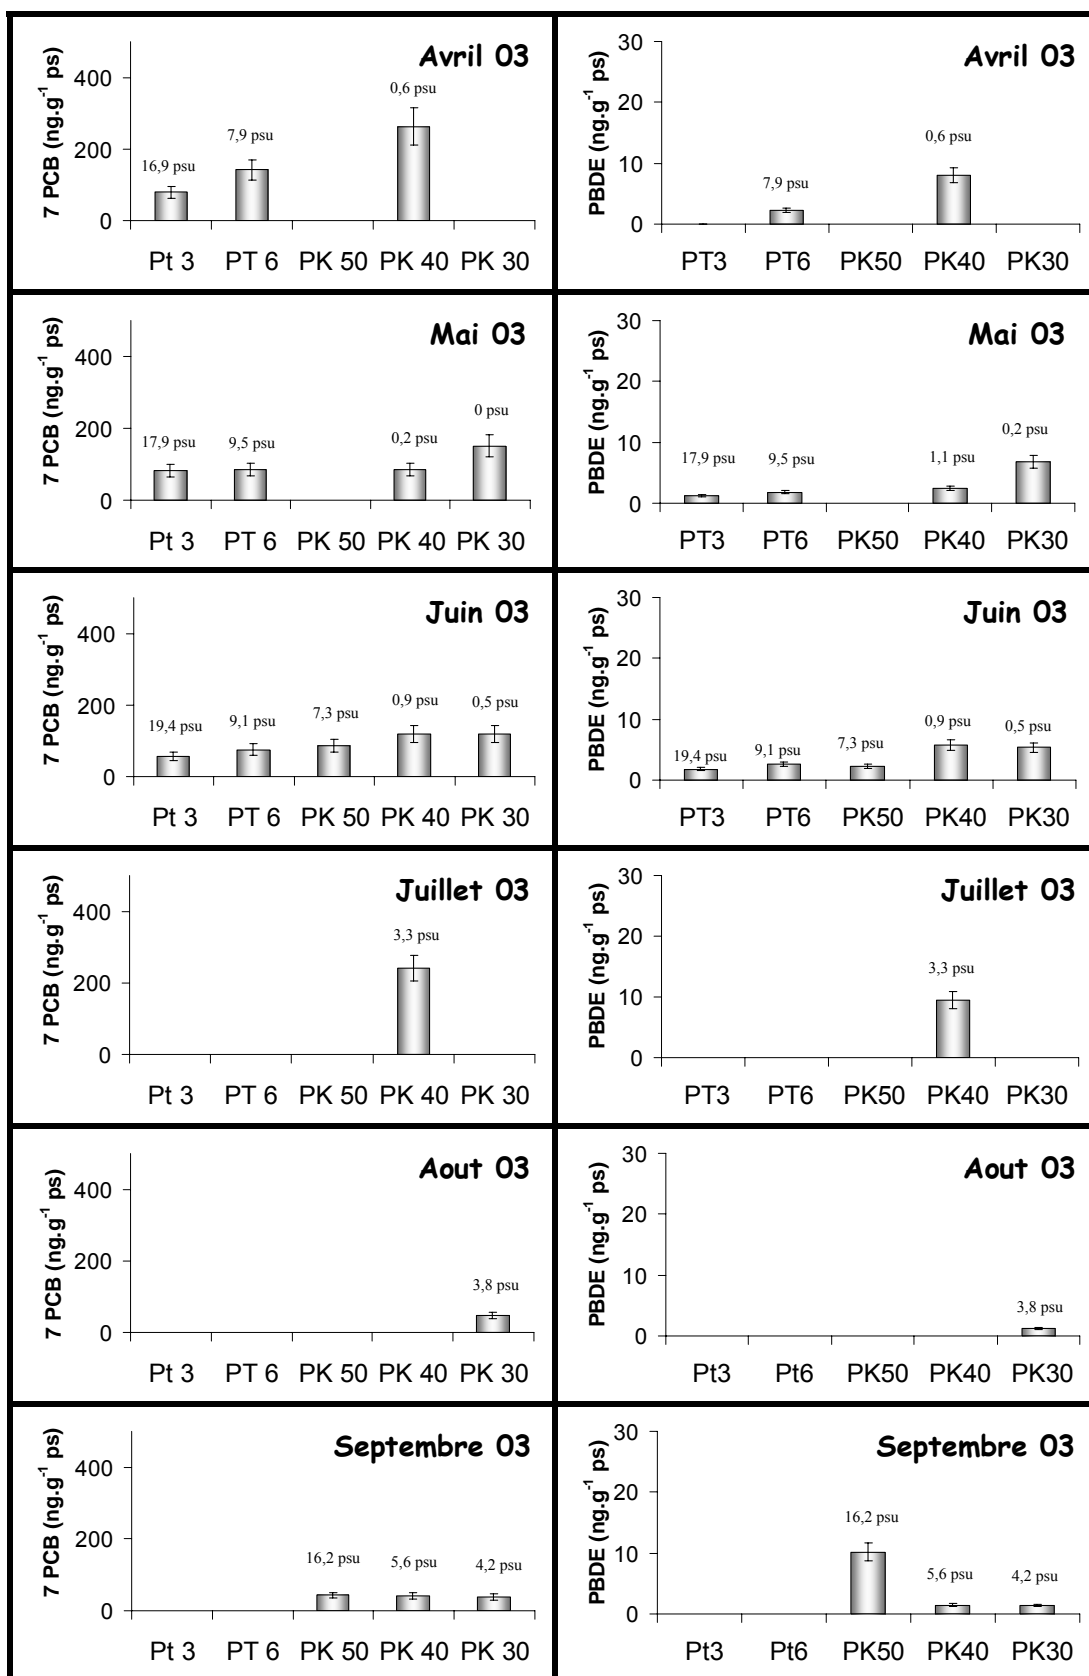 Avril 03
7 PCB (ng.g-1 ps)
400
200
0
16,9 psu
7,9 psu
0,6 psu
Pt 3 PT 6 PK 50 PK 40 PK 30
Avril 03
PBDE (ng.g-1 ps)
30
20
10
0
7,9 psu
0,6 psu
PT3 PT6 PK50 PK40 PK30
Mai 03
7 PCB (ng.g-1 ps)
400
200
0
17,9 psu
9,5 psu
0,2 psu
0 psu
Pt 3 PT 6 PK 50 PK 40 PK 30
Mai 03
PBDE (ng.g-1 ps)
30
20
10
0
17,9 psu
9,5 psu
1,1 psu
0,2 psu
PT3 PT6 PK50 PK40 PK30
Juin 03
7 PCB (ng.g-1 ps)
400
200
0
19,4 psu
9,1 psu
7,3 psu
0,9 psu
0,5 psu
Pt 3 PT 6 PK 50 PK 40 PK 30
Juin 03
PBDE (ng.g-1 ps)
30
20
10
0
19,4 psu
9,1 psu
7,3 psu
0,9 psu
0,5 psu
PT3 PT6 PK50 PK40 PK30
Juillet 03
7 PCB (ng.g-1 ps)
400
200
0
3,3 psu
Pt 3 PT 6 PK 50 PK 40 PK 30
Juillet 03
PBDE (ng.g-1 ps)
30
20
10
0
3,3 psu
PT3 PT6 PK50 PK40 PK30
Aout 03
7 PCB (ng.g-1 ps)
400
200
0
3,8 psu
Pt 3 PT 6 PK 50 PK 40 PK 30
Aout 03
PBDE (ng.g-1 ps)
30
20
10
0
3,8 psu
Pt3 Pt6 PK50 PK40 PK30
Septembre 03
7 PCB (ng.g-1 ps)
400
200
0
16,2 psu
5,6 psu
4,2 psu
Pt 3 PT 6 PK 50 PK 40 PK 30
Septembre 03
PBDE (ng.g-1 ps)
30
20
10
0
16,2 psu
5,6 psu
4,2 psu
Pt3 Pt6 PK50 PK40 PK30